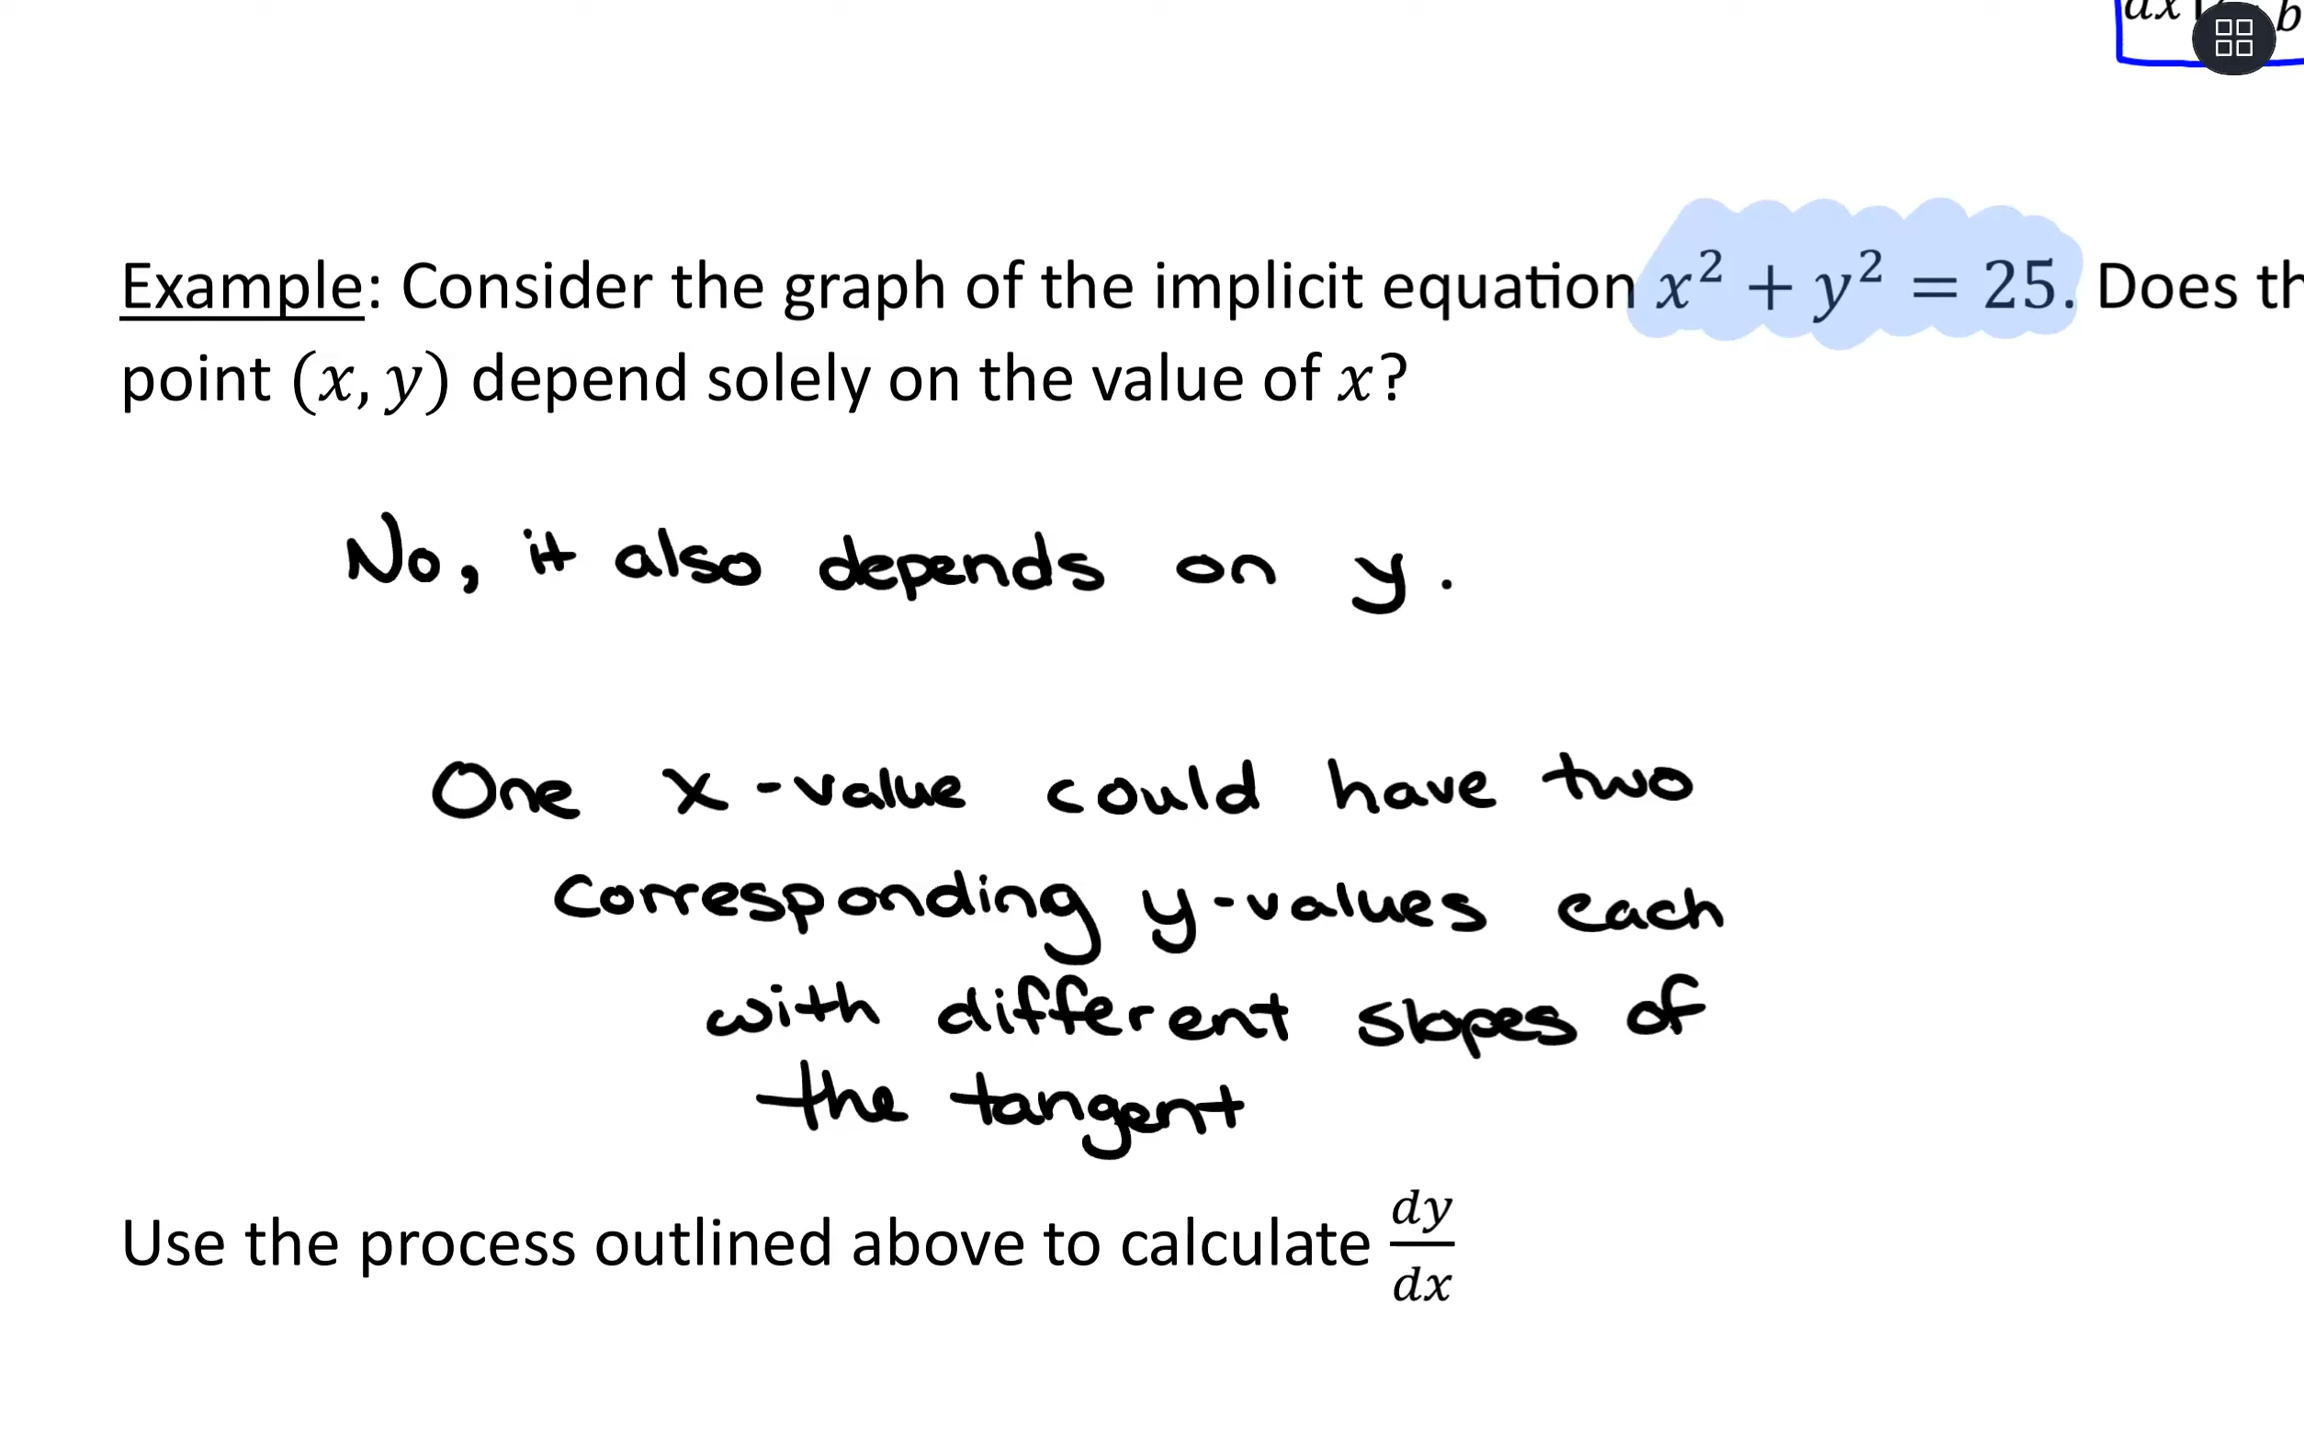 dx
b
Example: Consider the graph of the implicit equation x² + y² = 25. Does th
point (x, y) depend solely on the value of x?
No, it also depends on y.
One x-value could have two
corresponding y-values each
with different slopes of
the tangent
Use the process outlined above to calculate dy
dx